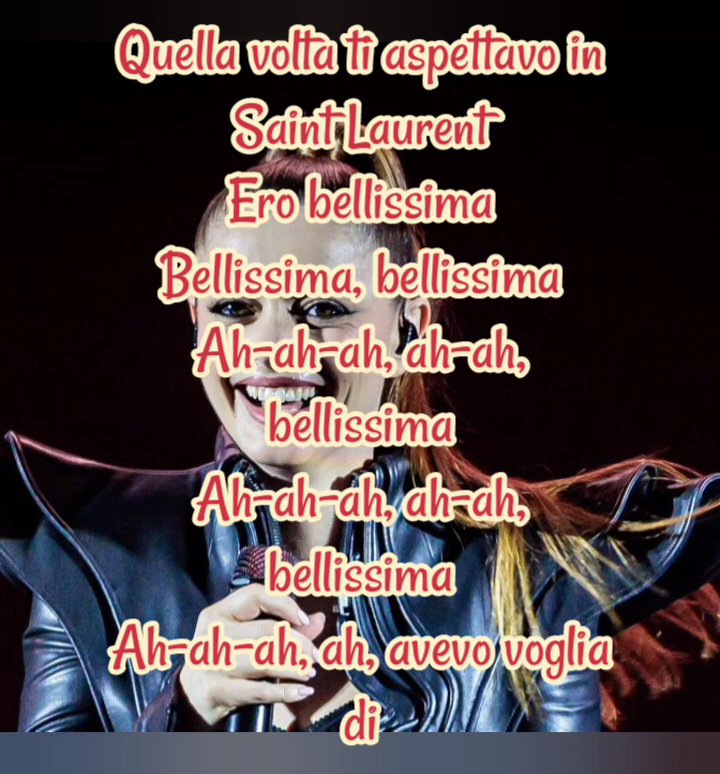 Quella volta ti aspettavo in
Saint Laurent
Ero bellissima
Bellissima, bellissima
Ah-ah-ah, ah-ah,
bellissima
Ah-ah-ah, ah-ah,
bellissima
Ah-ah-ah, ah, avevo voglia
di